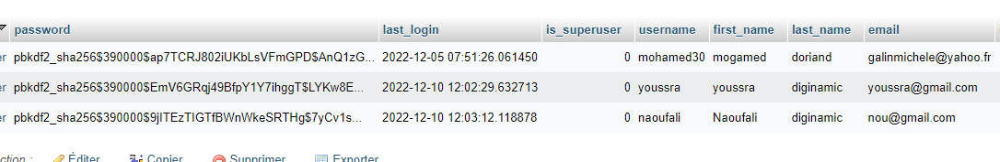 password last_login is_superuser username first_name last_name email
er pbkdf2_sha256$390000$ap7TCRJ802iUKbLsVFmGPD$AnQ1zG... 2022-12-05 07:51:26.061450 0 mohamed30 mogamed doriand galinmichele@yahoo.fr
er pbkdf2_sha256$390000$EmV6GRqj49BfpY1Y7ihggT$LYKw8E... 2022-12-10 12:02:29.632713 0 youssra youssra diginamic youssra@gmail.com
er pbkdf2_sha256$390000$9jITEzTIGTfBWnWkeSRTHg$7yCv1s... 2022-12-10 12:03:12.118878 0 naoufali Naoufali diginamic nou@gmail.com
ction : Éditer Copier Supprimer Exporter